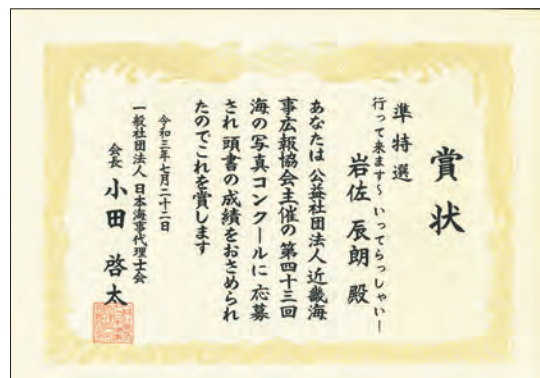 賞状
準特選
行って来ます～いってらっしゃいー
岩佐 辰朗 殿
あなたは 公益社団法人近畿海
事広報協会主催の第四十三回
海の写真コンクールに 応募
され 頭書の成績をおさめられ
たのでこれを賞します
令和三年七月二十二日
一般社団法人 日本海事代理士会
会長 小田 啓太